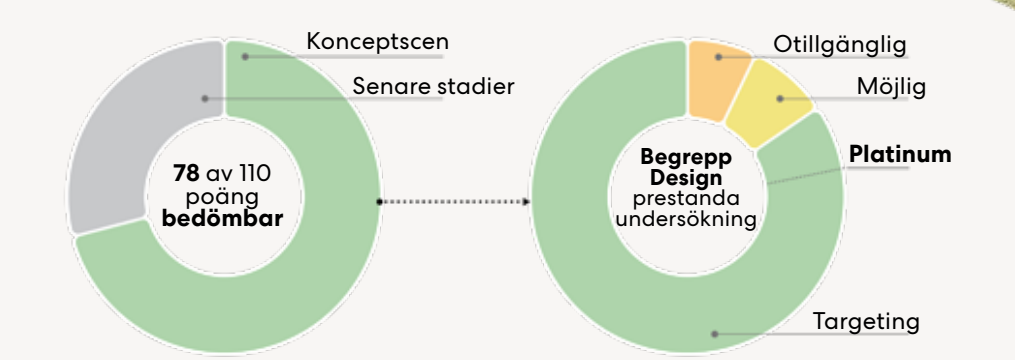 Konceptscen
Senare stadier
78 av 110
poäng
bedömbar
Otillgänglig
Möjlig
Platinum
Begrepp
Design
prestanda
undersökning
Targeting